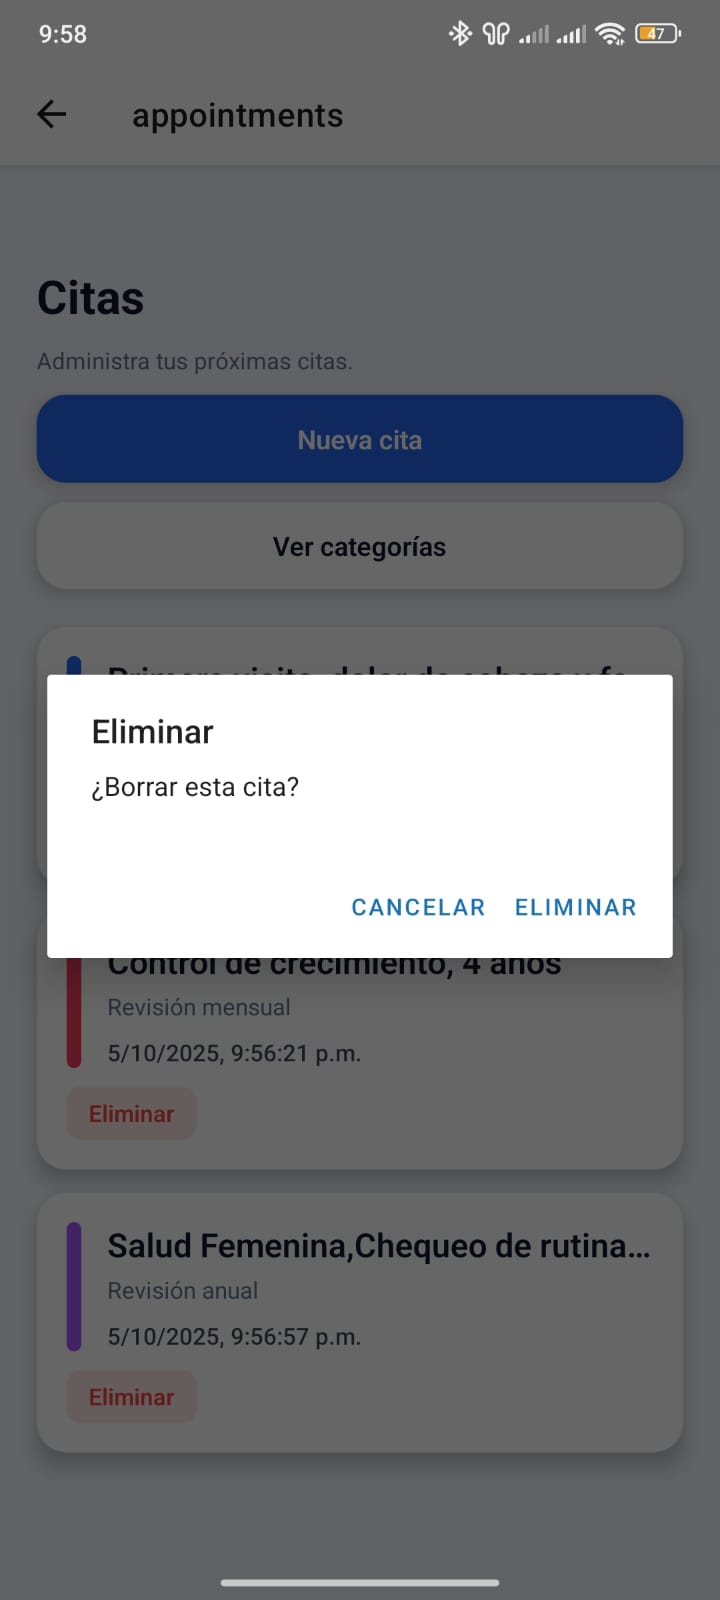 9:58
47
appointments
Citas
Administra tus próximas citas.
Nueva cita
Ver categorías
Eliminar
¿Borrar esta cita?
CANCELAR ELIMINAR
Control de crecimiento, 4 años
Revisión mensual
5/10/2025, 9:56:21 p.m.
Eliminar
Salud Femenina,Chequeo de rutina...
Revisión anual
5/10/2025, 9:56:57 p.m.
Eliminar